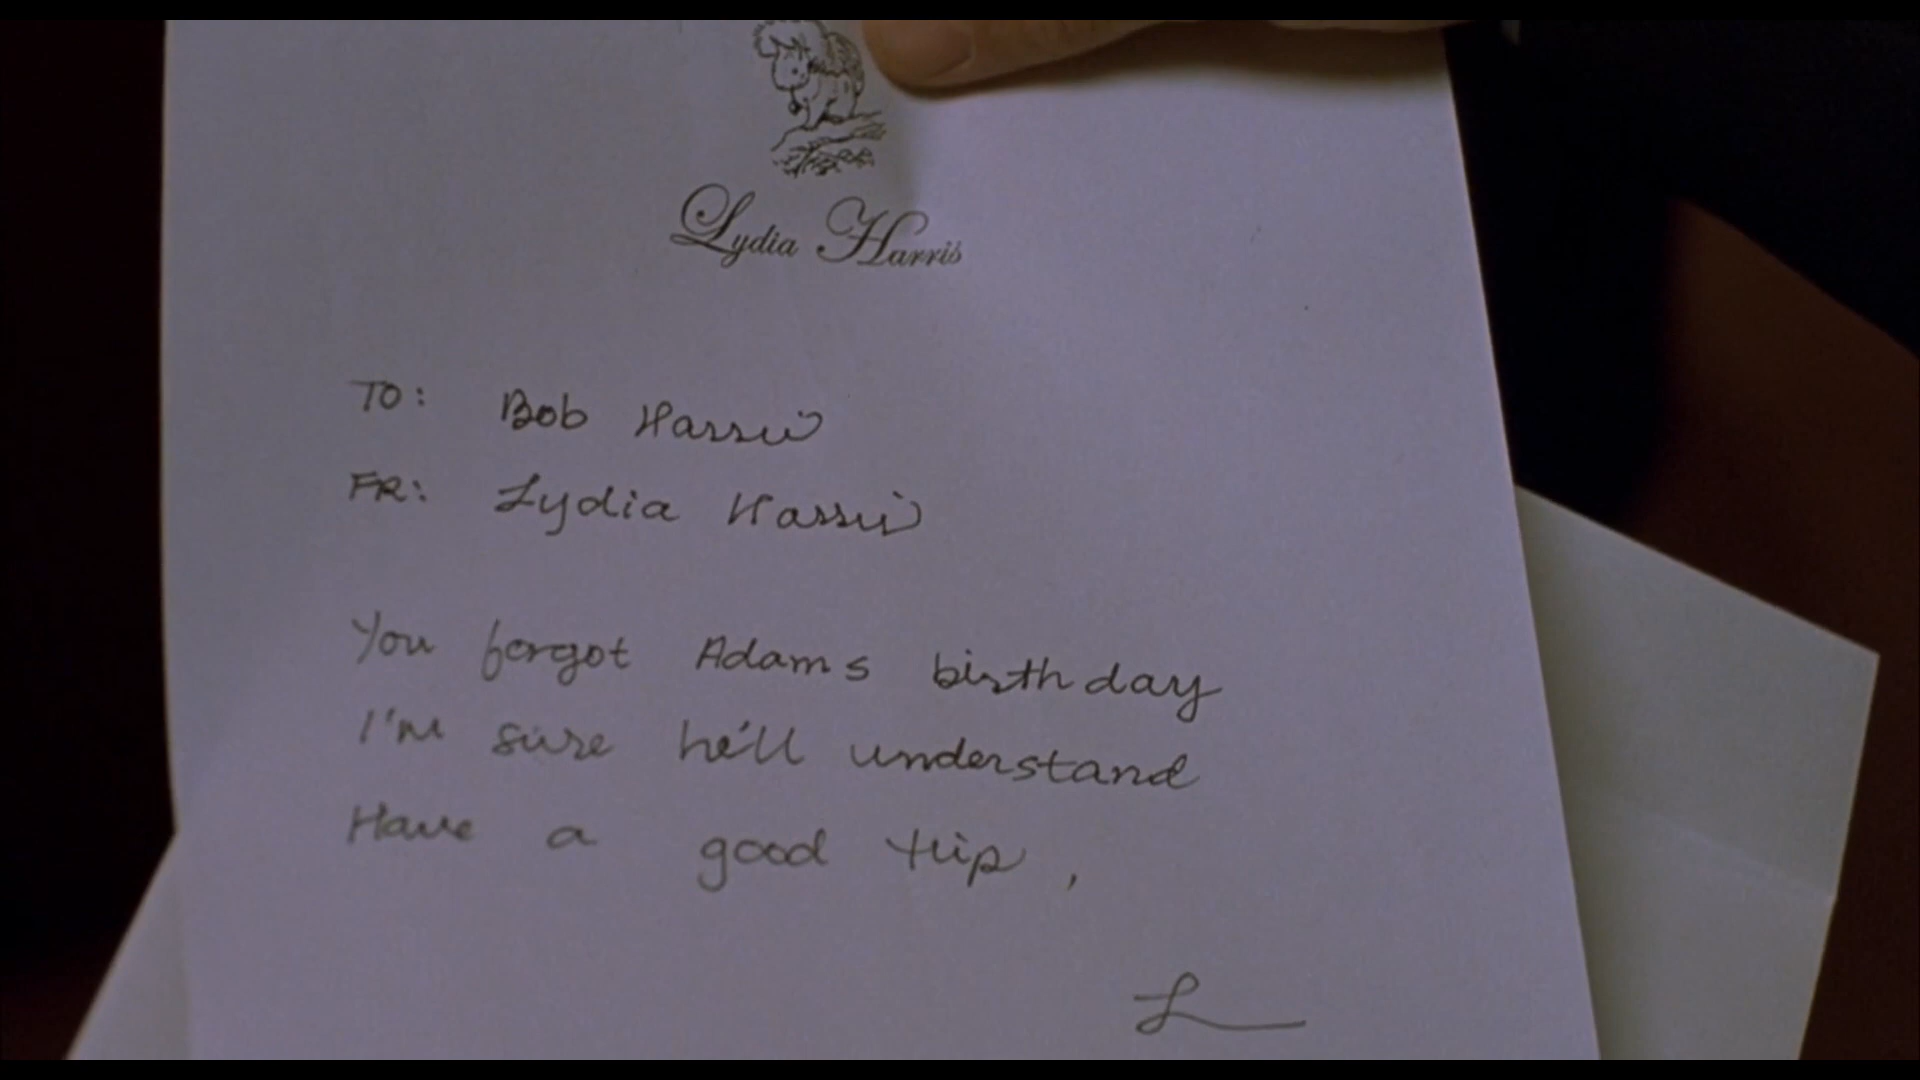 Lydia Harris
TO: Bob Harris
FR: Lydia Harris
You forgot Adams birthday
I'm sure he'll understand
Have a good trip,
L